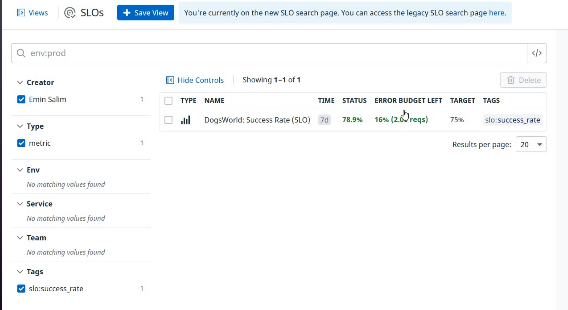 Views SLOs + Save View You're currently on the new SLO search page. You can access the legacy SLO search page here.
env:prod </>
Creator
Emin Salim 1
Type
metric 1
Env
No matching values found
Service
No matching values found
Team
No matching values found
Tags
slo:success_rate 1
Hide Controls Showing 1–1 of 1 Delete
TYPE NAME TIME STATUS ERROR BUDGET LEFT TARGET TAGS
DogsWorld: Success Rate (SLO) 7d 78.9% 16% reqs) 75% slo:success_rate
Results per page: 20